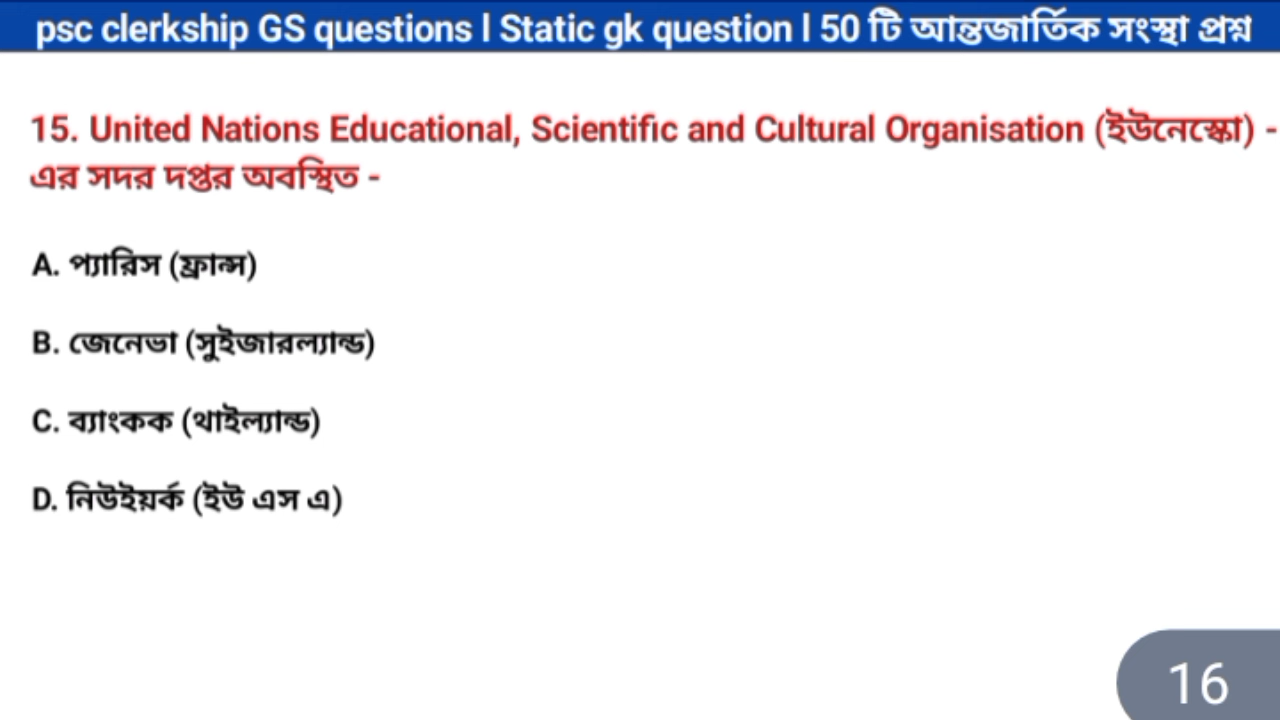 psc clerkship GS questions l Static gk question l 50 টি আন্তজার্তিক সংস্থা প্রশ্ন
15. United Nations Educational, Scientific and Cultural Organisation (ইউনেস্কো) -
এর সদর দপ্তর অবস্থিত -
A. প্যারিস (ফ্রান্স)
B. জেনেভা (সুইজারল্যান্ড)
C. ব্যাংকক (থাইল্যান্ড)
D. নিউইয়র্ক (ইউ এস এ)
16